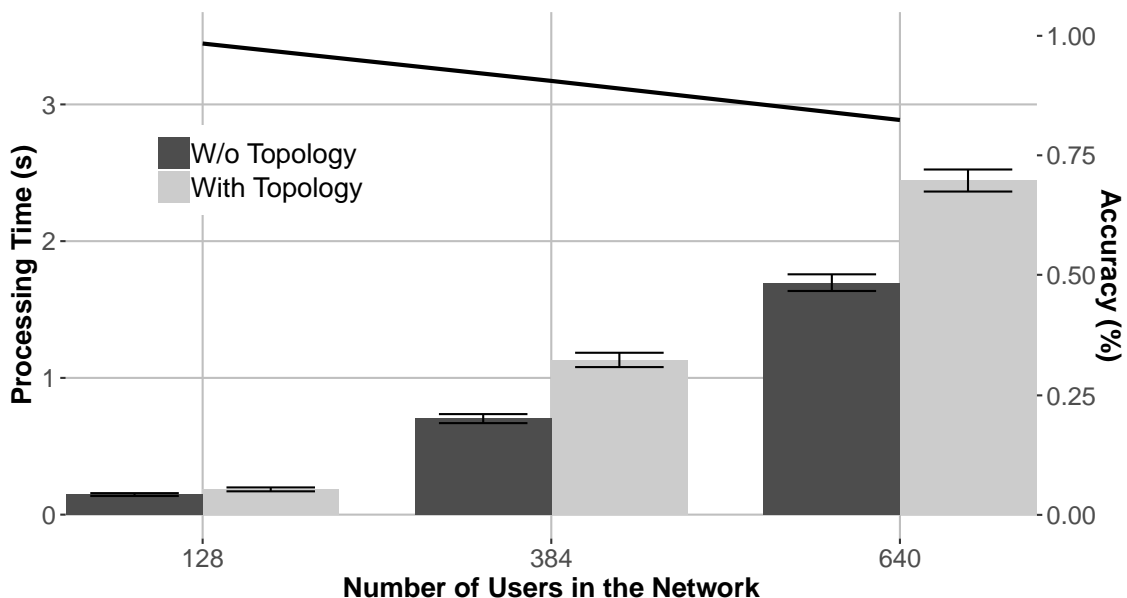 1.00
3
W/o Topology
0.75
With Topology
Processing Time (s)
Accuracy (%)
2
0.50
1
0.25
0
0.00
128
384
640
Number of Users in the Network